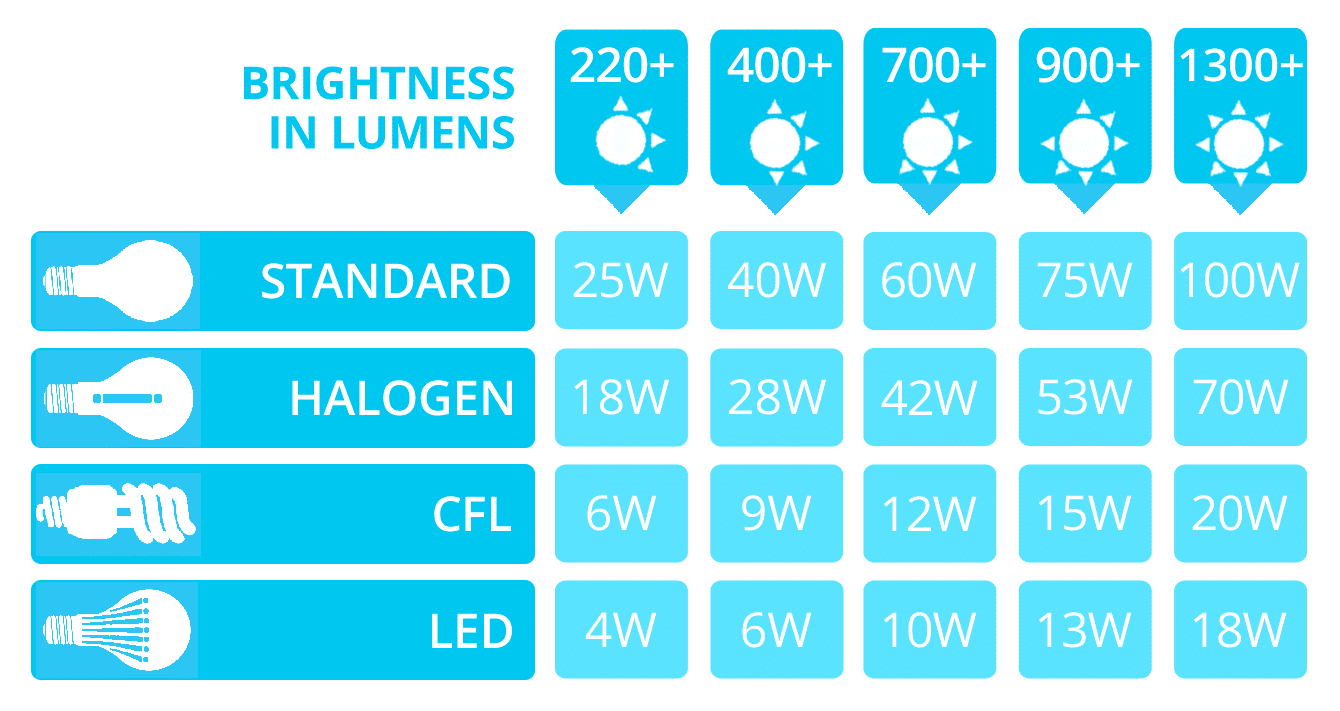 BRIGHTNESS
IN LUMENS
220+ 400+ 700+ 900+ 1300+
STANDARD 25W 40W 60W 75W 100W
HALOGEN 18W 28W 42W 53W 70W
CFL 6W 9W 12W 15W 20W
LED 4W 6W 10W 13W 18W